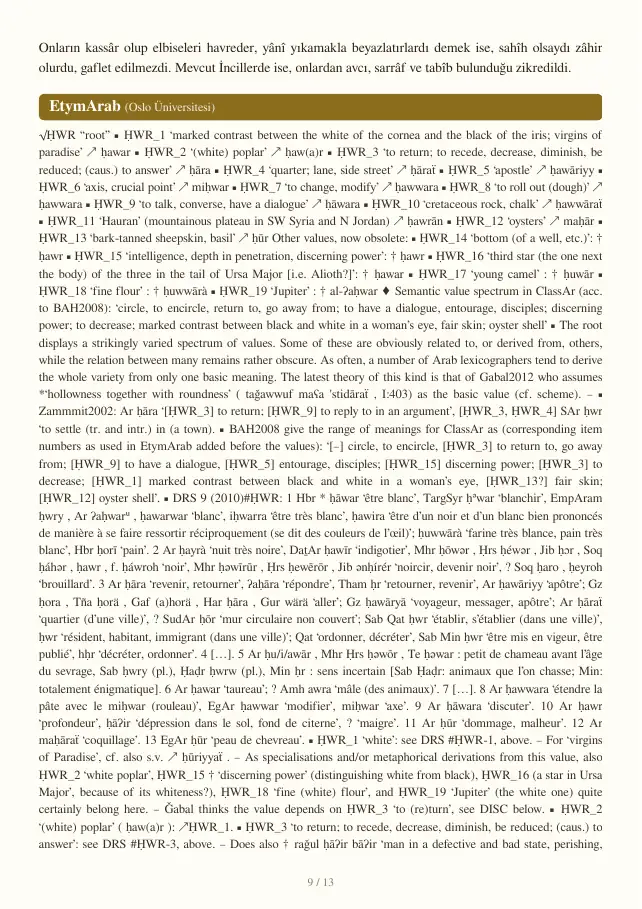 Onların kassâr olup elbiseleri havreder, yânî yıkamakla beyazlatırlardı demek ise, sahîh olsaydı zâhir
olurdu, gaflet edilmezdi. Mevcut İncillerde ise, onlardan avcı, sarrâf ve tabîb bulunduğu zikredildi.
EtymArab (Oslo Üniversitesi)
√ḤWR “root” ▪ ḤWR_1 ‘marked contrast between the white of the cornea and the black of the iris; virgins of
paradise’ ↗ ḥawar ▪ ḤWR_2 ‘(white) poplar’ ↗ ḥaw(a)r ▪ ḤWR_3 ‘to return; to recede, decrease, diminish, be
reduced; (caus.) to answer’ ↗ ḥāra ▪ ḤWR_4 ‘quarter; lane, side street’ ↗ ḥāraẗ ▪ ḤWR_5 ‘apostle’ ↗ ḥawāriyy ▪
ḤWR_6 ‘axis, crucial point’ ↗ miḥwar ▪ ḤWR_7 ‘to change, modify’ ↗ ḥawwara ▪ ḤWR_8 ‘to roll out (dough)’ ↗
ḥawwara ▪ ḤWR_9 ‘to talk, converse, have a dialogue’ ↗ ḥāwara ▪ ḤWR_10 ‘cretaceous rock, chalk’ ↗ ḥawwāraẗ
▪ ḤWR_11 ‘Hauran’ (mountainous plateau in SW Syria and N Jordan) ↗ ḥawrān ▪ ḤWR_12 ‘oysters’ ↗ maḥār ▪
ḤWR_13 ‘bark-tanned sheepskin, basil’ ↗ ḥūr Other values, now obsolete: ▪ ḤWR_14 ‘bottom (of a well, etc.)’: †
ḥawr ▪ ḤWR_15 ‘intelligence, depth in penetration, discerning power’: † ḥawr ▪ ḤWR_16 ‘third star (the one next
the body) of the three in the tail of Ursa Major [i.e. Alioth?]’: † ḥawar ▪ ḤWR_17 ‘young camel’ : † ḥuwār ▪
ḤWR_18 ‘fine flour’ : † ḥuwwārà ▪ ḤWR_19 ‘Jupiter’ : † al-ʔaḥwar ♦ Semantic value spectrum in ClassAr (acc.
to BAH2008): ‘circle, to encircle, return, go away from; to have a dialogue, entourage, disciples; discerning
power; to decrease; marked contrast between black and white in a woman’s eye, fair skin; oyster shell’ ▪ The root
displays a strikingly varied spectrum of values. Some of these are obviously related to, or derived from, others,
while the relation between many remains rather obscure. As often, a number of Arab lexicographers tend to derive
the whole variety from only one basic meaning. The latest theory of this kind is that of Gabal2012 who assumes
*‘hollowness together with roundness’ ( taǧawwuf maʕa ’stidāraẗ , I:403) as the basic value (cf. scheme). – ▪
Zammmit2002: Ar ḥāra ‘[ḤWR_3] to return; [ḤWR_9] to reply to in an argument’, [ḤWR_3, ḤWR_4] SAr ḥwr
‘to settle (tr. and intr.) in (a town). ▪ BAH2008 give the range of meanings for ClassAr as (corresponding item
numbers as used in EtymArab added before the values): ‘[–] circle, to encircle, [ḤWR_3] to return to, go away
from; [ḤWR_9] to have a dialogue, [ḤWR_5] entourage, disciples; [ḤWR_15] discerning power; [ḤWR_3] to
decrease; [ḤWR_1] marked contrast between black and white in a woman’s eye, [ḤWR_13?] fair skin;
[ḤWR_12] oyster shell’. ▪ DRS 9 (2010)#ḤWR: 1 Hbr * ḥāwar ‘être blanc’, TargSyr ḥᵃwar ‘blanchir’, EmpAram
ḥwry , Ar ʔaḥwarᵘ , ḥawarwar ‘blanc’, iḥwarra ‘être très blanc’, ḥawira ‘être d’un noir et d’un blanc bien prononcés
de manière à se faire ressortir réciproquement (se dit des couleurs de l’œil)’; ḥuwwārà ‘farine très blance, pain très
blanc’, Hbr ḥorī ‘pain’. 2 Ar ḥayrà ‘nuit très noire’, DaṯAr ḥawīr ‘indigotier’, Mhr ḥōwər , Ḥrs ḥéwər , Jib ḥɔr , Soq
ḥáhər , ḥawr , f. ḥáwroh ‘noir’, Mhr ḥəwīrūr , Ḥrs ḥewērōr , Jib ənḥírér ‘noircir, devenir noir’, ? Soq ḥaro , ḥeyroh
‘brouillard’. 3 Ar ḥāra ‘revenir, retourner’, ʔaḥāra ‘répondre’, Tham ḥr ‘retourner, revenir’, Ar ḥawāriyy ‘apôtre’; Gz
ḥora , Tña ḥorä , Gaf (a)horä , Har ḥāra , Gur wärä ‘aller’; Gz ḥawāryā ‘voyageur, messager, apôtre’; Ar ḥāraẗ
‘quartier (d’une ville)’, ? SudAr ḥōr ‘mur circulaire non couvert’; Sab Qat ḥwr ‘établir, s’établier (dans une ville)’,
ḥwr ‘résident, habitant, immigrant (dans une ville)’; Qat ‘ordonner, décréter’, Sab Min ḥwr ‘être mis en vigeur, être
publié’, hḥr ‘décréter, ordonner’. 4 […]. 5 Ar ḥu/i/awār , Mhr Ḥrs ḥəwōr , Te ḥəwar : petit de chameau avant l’âge
du sevrage, Sab ḥwry (pl.), Ḥaḍr ḥwrw (pl.), Min ḥr : sens incertain [Sab Ḥaḍr: animaux que l’on chasse; Min:
totalement énigmatique]. 6 Ar ḥawar ‘taureau’; ? Amh awra ‘mâle (des animaux)’. 7 […]. 8 Ar ḥawwara ‘étendre la
pâte avec le miḥwar (rouleau)’, EgAr ḥawwar ‘modifier’, miḥwar ‘axe’. 9 Ar ḥāwara ‘discuter’. 10 Ar ḥawr
‘profondeur’, ḥāʔir ‘dépression dans le sol, fond de citerne’, ? ‘maigre’. 11 Ar ḥūr ‘dommage, malheur’. 12 Ar
maḥāraẗ ‘coquillage’. 13 EgAr ḥūr ‘peau de chevreau’. ▪ ḤWR_1 ‘white’: see DRS #ḤWR-1, above. – For ‘virgins
of Paradise’, cf. also s.v. ↗ ḥūriyyaẗ . – As specialisations and/or metaphorical derivations from this value, also
ḤWR_2 ‘white poplar’, ḤWR_15 † ‘discerning power’ (distinguishing white from black), ḤWR_16 (a star in Ursa
Major’, because of its whiteness?), ḤWR_18 ‘fine (white) flour’, and ḤWR_19 ‘Jupiter’ (the white one) quite
certainly belong here. – Ǧabal thinks the value depends on ḤWR_3 ‘to (re)turn’, see DISC below. ▪ ḤWR_2
‘(white) poplar’ ( ḥaw(a)r ): ↗ḤWR_1. ▪ ḤWR_3 ‘to return; to recede, decrease, diminish, be reduced; (caus.) to
answer’: see DRS #ḤWR-3, above. – Does also † raǧul ḥāʔir bāʔir ‘man in a defective and bad state, perishing,
9 / 13